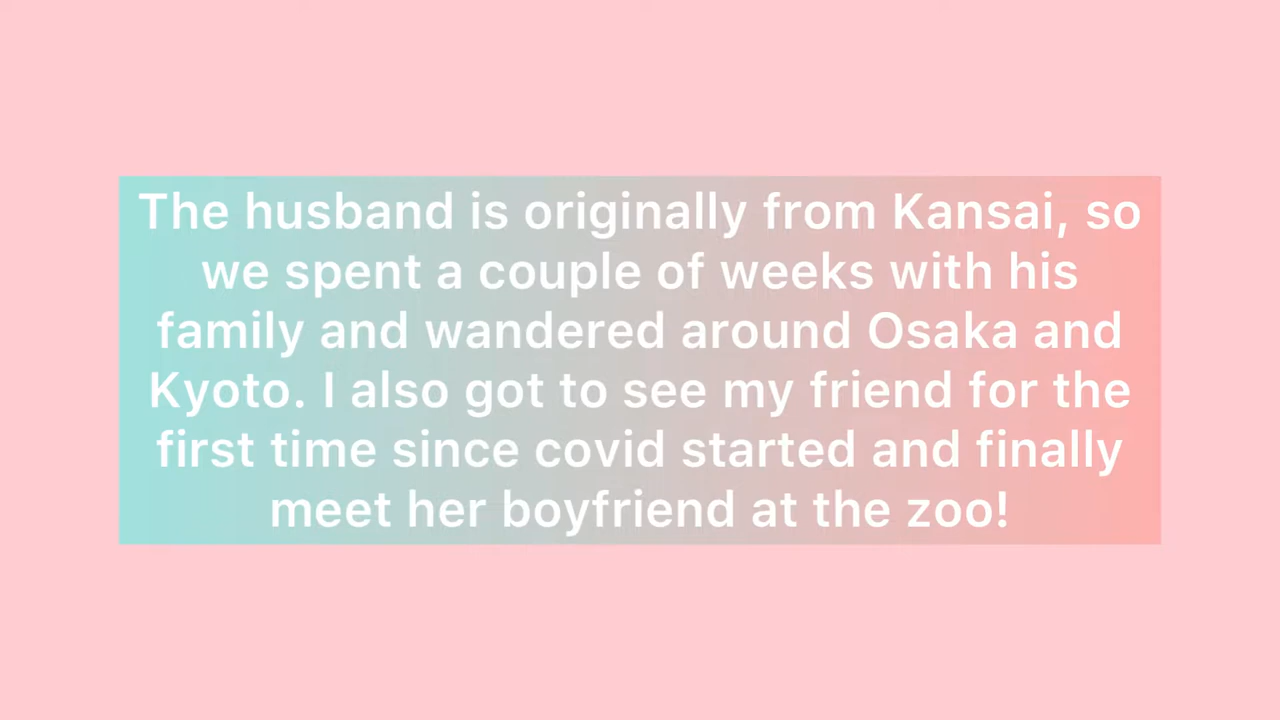 The husband is originally from Kansai, so
we spent a couple of weeks with his
family and wandered around Osaka and
Kyoto. I also got to see my friend for the
first time since covid started and finally
meet her boyfriend at the zoo!